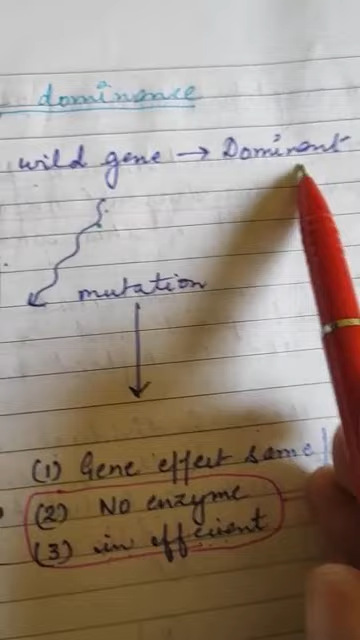 dominance
wild gene → Dominant
mutation
(1) Gene effect same/
(2) No enzyme
(3) in efficient